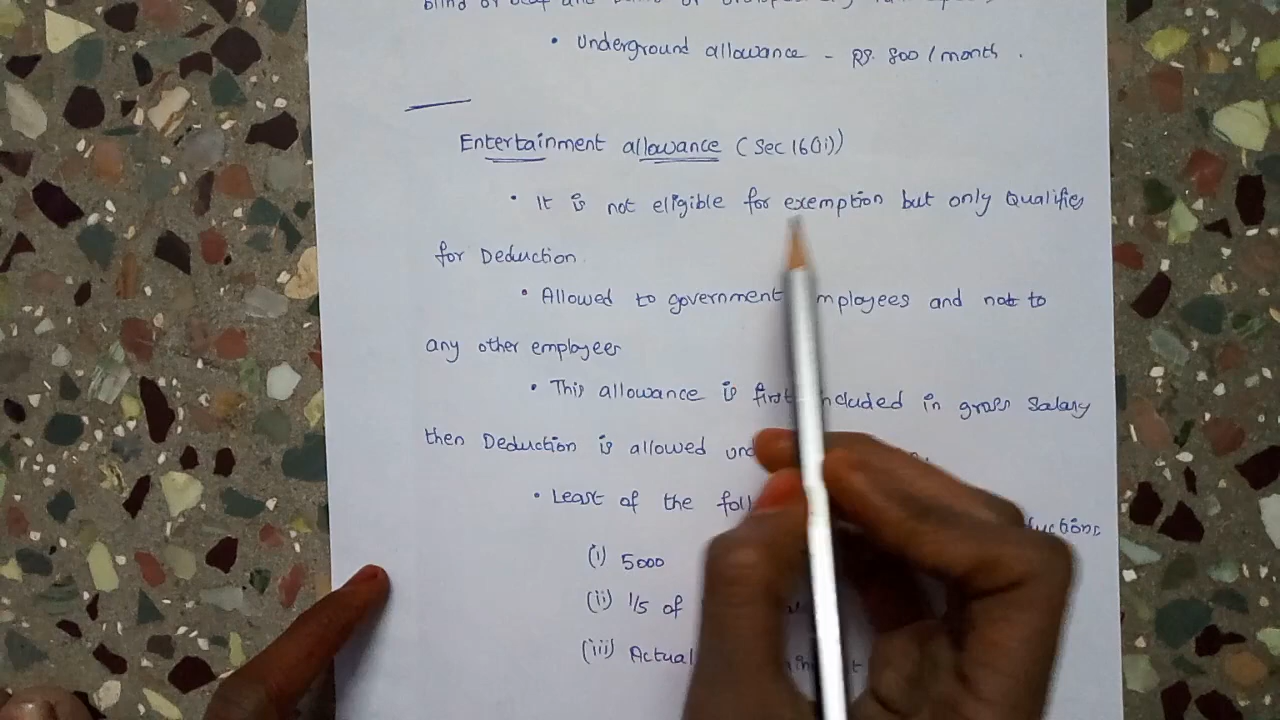 • Underground allowance - Rs. 800 / month .
Entertainment allowance (Sec 16(ii))
• It is not eligible for exemption but only Qualifies
for Deduction.
• Allowed to government employees and not to
any other employees
• This allowance is first included in gross salary
then Deduction is allowed
• Least of the
(i) 5000
(ii) 1/5 of
(iii) Actual